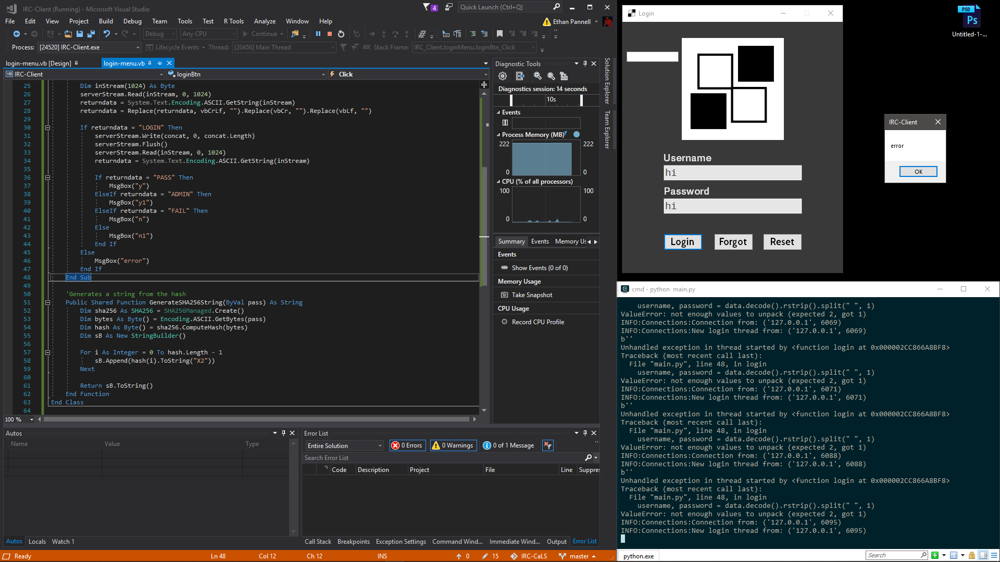 IRC-Client (Running) - Microsoft Visual Studio
4
Quick Launch (Ctrl+Q)
File Edit View Project Build Debug Team Tools Test R Tools Analyze Window Help
Ethan Pannell
Debug Any CPU Continue
Process: [24520] IRC-Client.exe Lifecycle Events Thread: [20456] Main Thread Stack Frame: IRC_Client.loginMenu.loginBtn_Click
login-menu.vb [Design] login-menu.vb
VB IRC-Client loginBtn Click
25 Dim inStream(1024) As Byte
26 serverStream.Read(inStream, 0, 1024)
27 returndata = System.Text.Encoding.ASCII.GetString(inStream)
28 returndata = Replace(returndata, vbCrLf, "").Replace(vbCr, "").Replace(vbLf, "")
29
30 If returndata = "LOGIN" Then
31 serverStream.Write(concat, 0, concat.Length)
32 serverStream.Flush()
33 serverStream.Read(inStream, 0, 1024)
34 returndata = System.Text.Encoding.ASCII.GetString(inStream)
35
36 If returndata = "PASS" Then
37 MsgBox("y")
38 ElseIf returndata = "ADMIN" Then
39 MsgBox("y1")
40 ElseIf returndata = "FAIL" Then
41 MsgBox("n")
42 Else
43 MsgBox("n1")
44 End If
45 Else
46 MsgBox("error")
47 End If
48 End Sub
49
50 'Generates a string from the hash
51 Public Shared Function GenerateSHA256String(ByVal pass) As String
52 Dim sha256 As SHA256 = SHA256Managed.Create()
53 Dim bytes As Byte() = Encoding.ASCII.GetBytes(pass)
54 Dim hash As Byte() = sha256.ComputeHash(bytes)
55 Dim sB As New StringBuilder()
56
57 For i As Integer = 0 To hash.Length - 1
58 sB.Append(hash(i).ToString("X2"))
59 Next
60
61 Return sB.ToString()
62 End Function
63 End Class
64
100 %
Diagnostic Tools
Diagnostics session: 14 seconds
10s
Events
Process Memory (MB)
222 222
0 0
CPU (% of all processors)
100 100
0 0
Summary Events Memory Us
Events
Show Events (0 of 0)
Memory Usage
Take Snapshot
CPU Usage
Record CPU Profile
Solution Explorer
Team Explorer
Autos
Name Value Type
Autos Locals Watch 1
Error List
Entire Solution 0 Errors 0 Warnings 0 of 1 Message
Search Error List
Code Description Project File Line Suppres
Call Stack Breakpoints Exception Settings Command Wind... Immediate Wind... Output Error List
Ready Ln 48 Col 12 Ch 12 INS 0 15 IRC-CaLS master
Login
Username
hi
Password
hi
Login Forgot Reset
PSD
Ps
Untitled-1-...
IRC-Client
error
OK
cmd - python main.py
username, password = data.decode().rstrip().split(" ", 1)
ValueError: not enough values to unpack (expected 2, got 1)
INFO:Connections:Connection from: ('127.0.0.1', 6069)
INFO:Connections:New login thread from: ('127.0.0.1', 6069)
b''
Unhandled exception in thread started by <function login at 0x000002CC866A8BF8>
Traceback (most recent call last):
File "main.py", line 48, in login
username, password = data.decode().rstrip().split(" ", 1)
ValueError: not enough values to unpack (expected 2, got 1)
INFO:Connections:Connection from: ('127.0.0.1', 6071)
INFO:Connections:New login thread from: ('127.0.0.1', 6071)
b''
Unhandled exception in thread started by <function login at 0x000002CC866A8BF8>
Traceback (most recent call last):
File "main.py", line 48, in login
username, password = data.decode().rstrip().split(" ", 1)
ValueError: not enough values to unpack (expected 2, got 1)
INFO:Connections:Connection from: ('127.0.0.1', 6088)
INFO:Connections:New login thread from: ('127.0.0.1', 6088)
b''
Unhandled exception in thread started by <function login at 0x000002CC866A8BF8>
Traceback (most recent call last):
File "main.py", line 48, in login
username, password = data.decode().rstrip().split(" ", 1)
ValueError: not enough values to unpack (expected 2, got 1)
INFO:Connections:Connection from: ('127.0.0.1', 6095)
INFO:Connections:New login thread from: ('127.0.0.1', 6095)
python.exe
Search